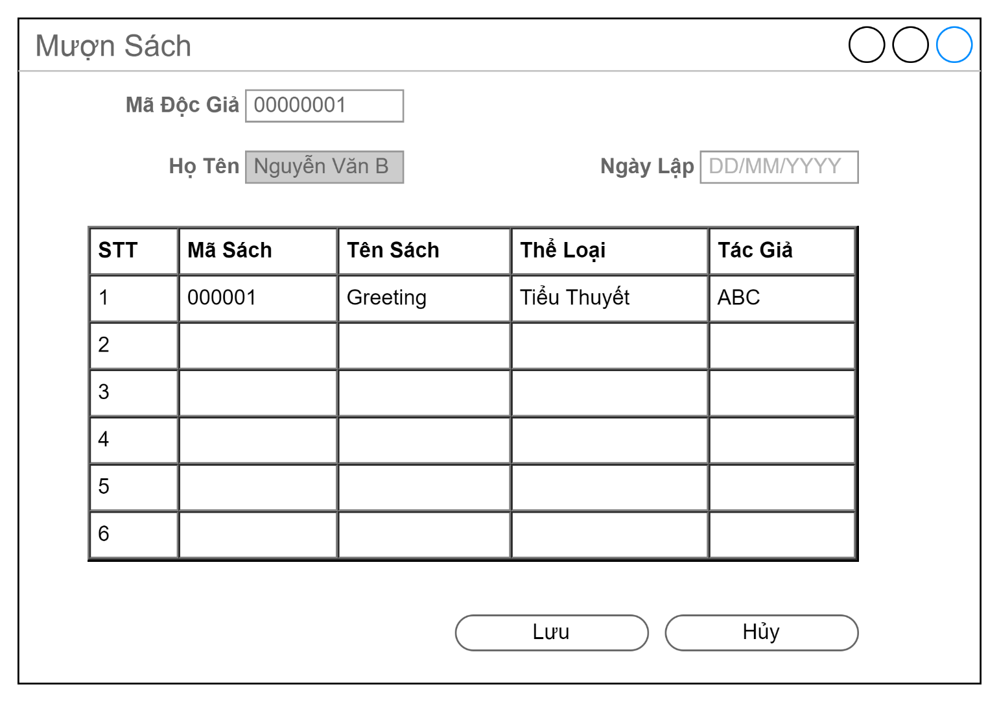 Mượn Sách
Mã Độc Giả 00000001
Họ Tên Nguyễn Văn B Ngày Lập DD/MM/YYYY
STT Mã Sách Tên Sách Thể Loại Tác Giả
1 000001 Greeting Tiểu Thuyết ABC
2
3
4
5
6
Lưu Hủy